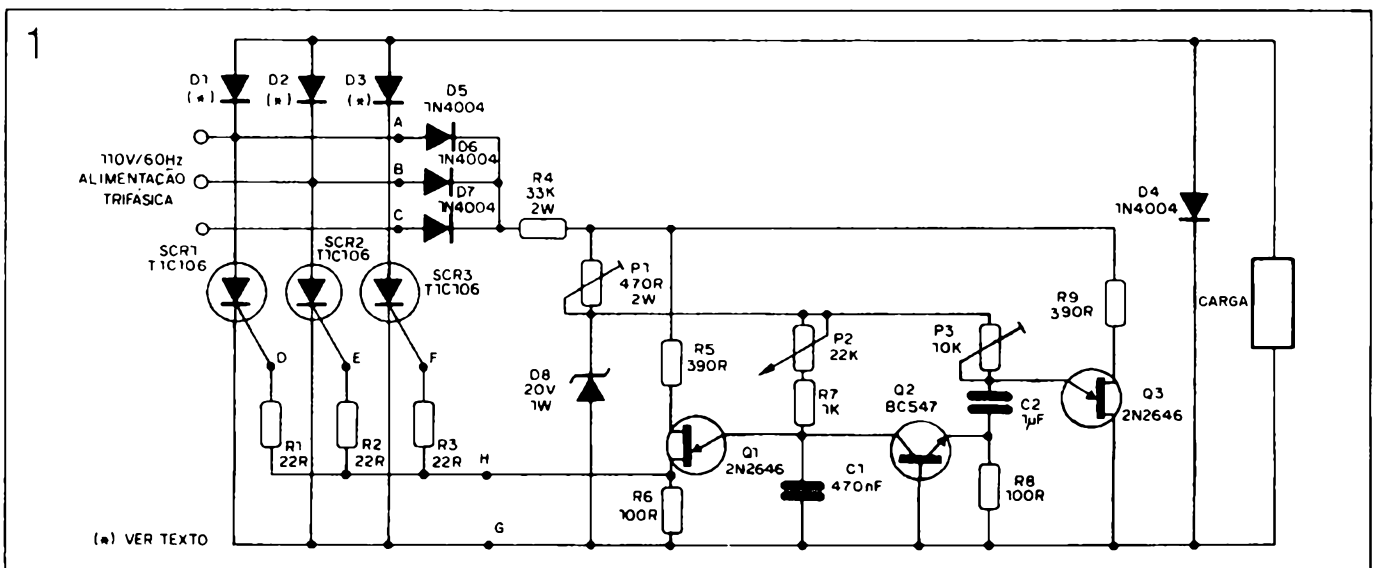 1
D1
(*)
D2
(*)
D3
(*)
D5
1N4004
A
D6
1N4004
B
D7
1N4004
C
110V/60Hz
ALIMENTAÇÃO
TRIFÁSICA
R4
33K
2W
D4
1N4004
SCR1
TIC106
SCR2
TIC106
SCR3
TIC106
P1
470R
2W
R9
390R
CARGA
P2
22K
P3
10K
D
E
F
R5
390R
D8
20V
1W
R7
1K
Q2
BC547
C2
1µF
Q3
2N2646
R1
22R
R2
22R
R3
22R
H
Q1
2N2646
C1
470nF
R8
100R
R6
100R
G
(*) VER TEXTO